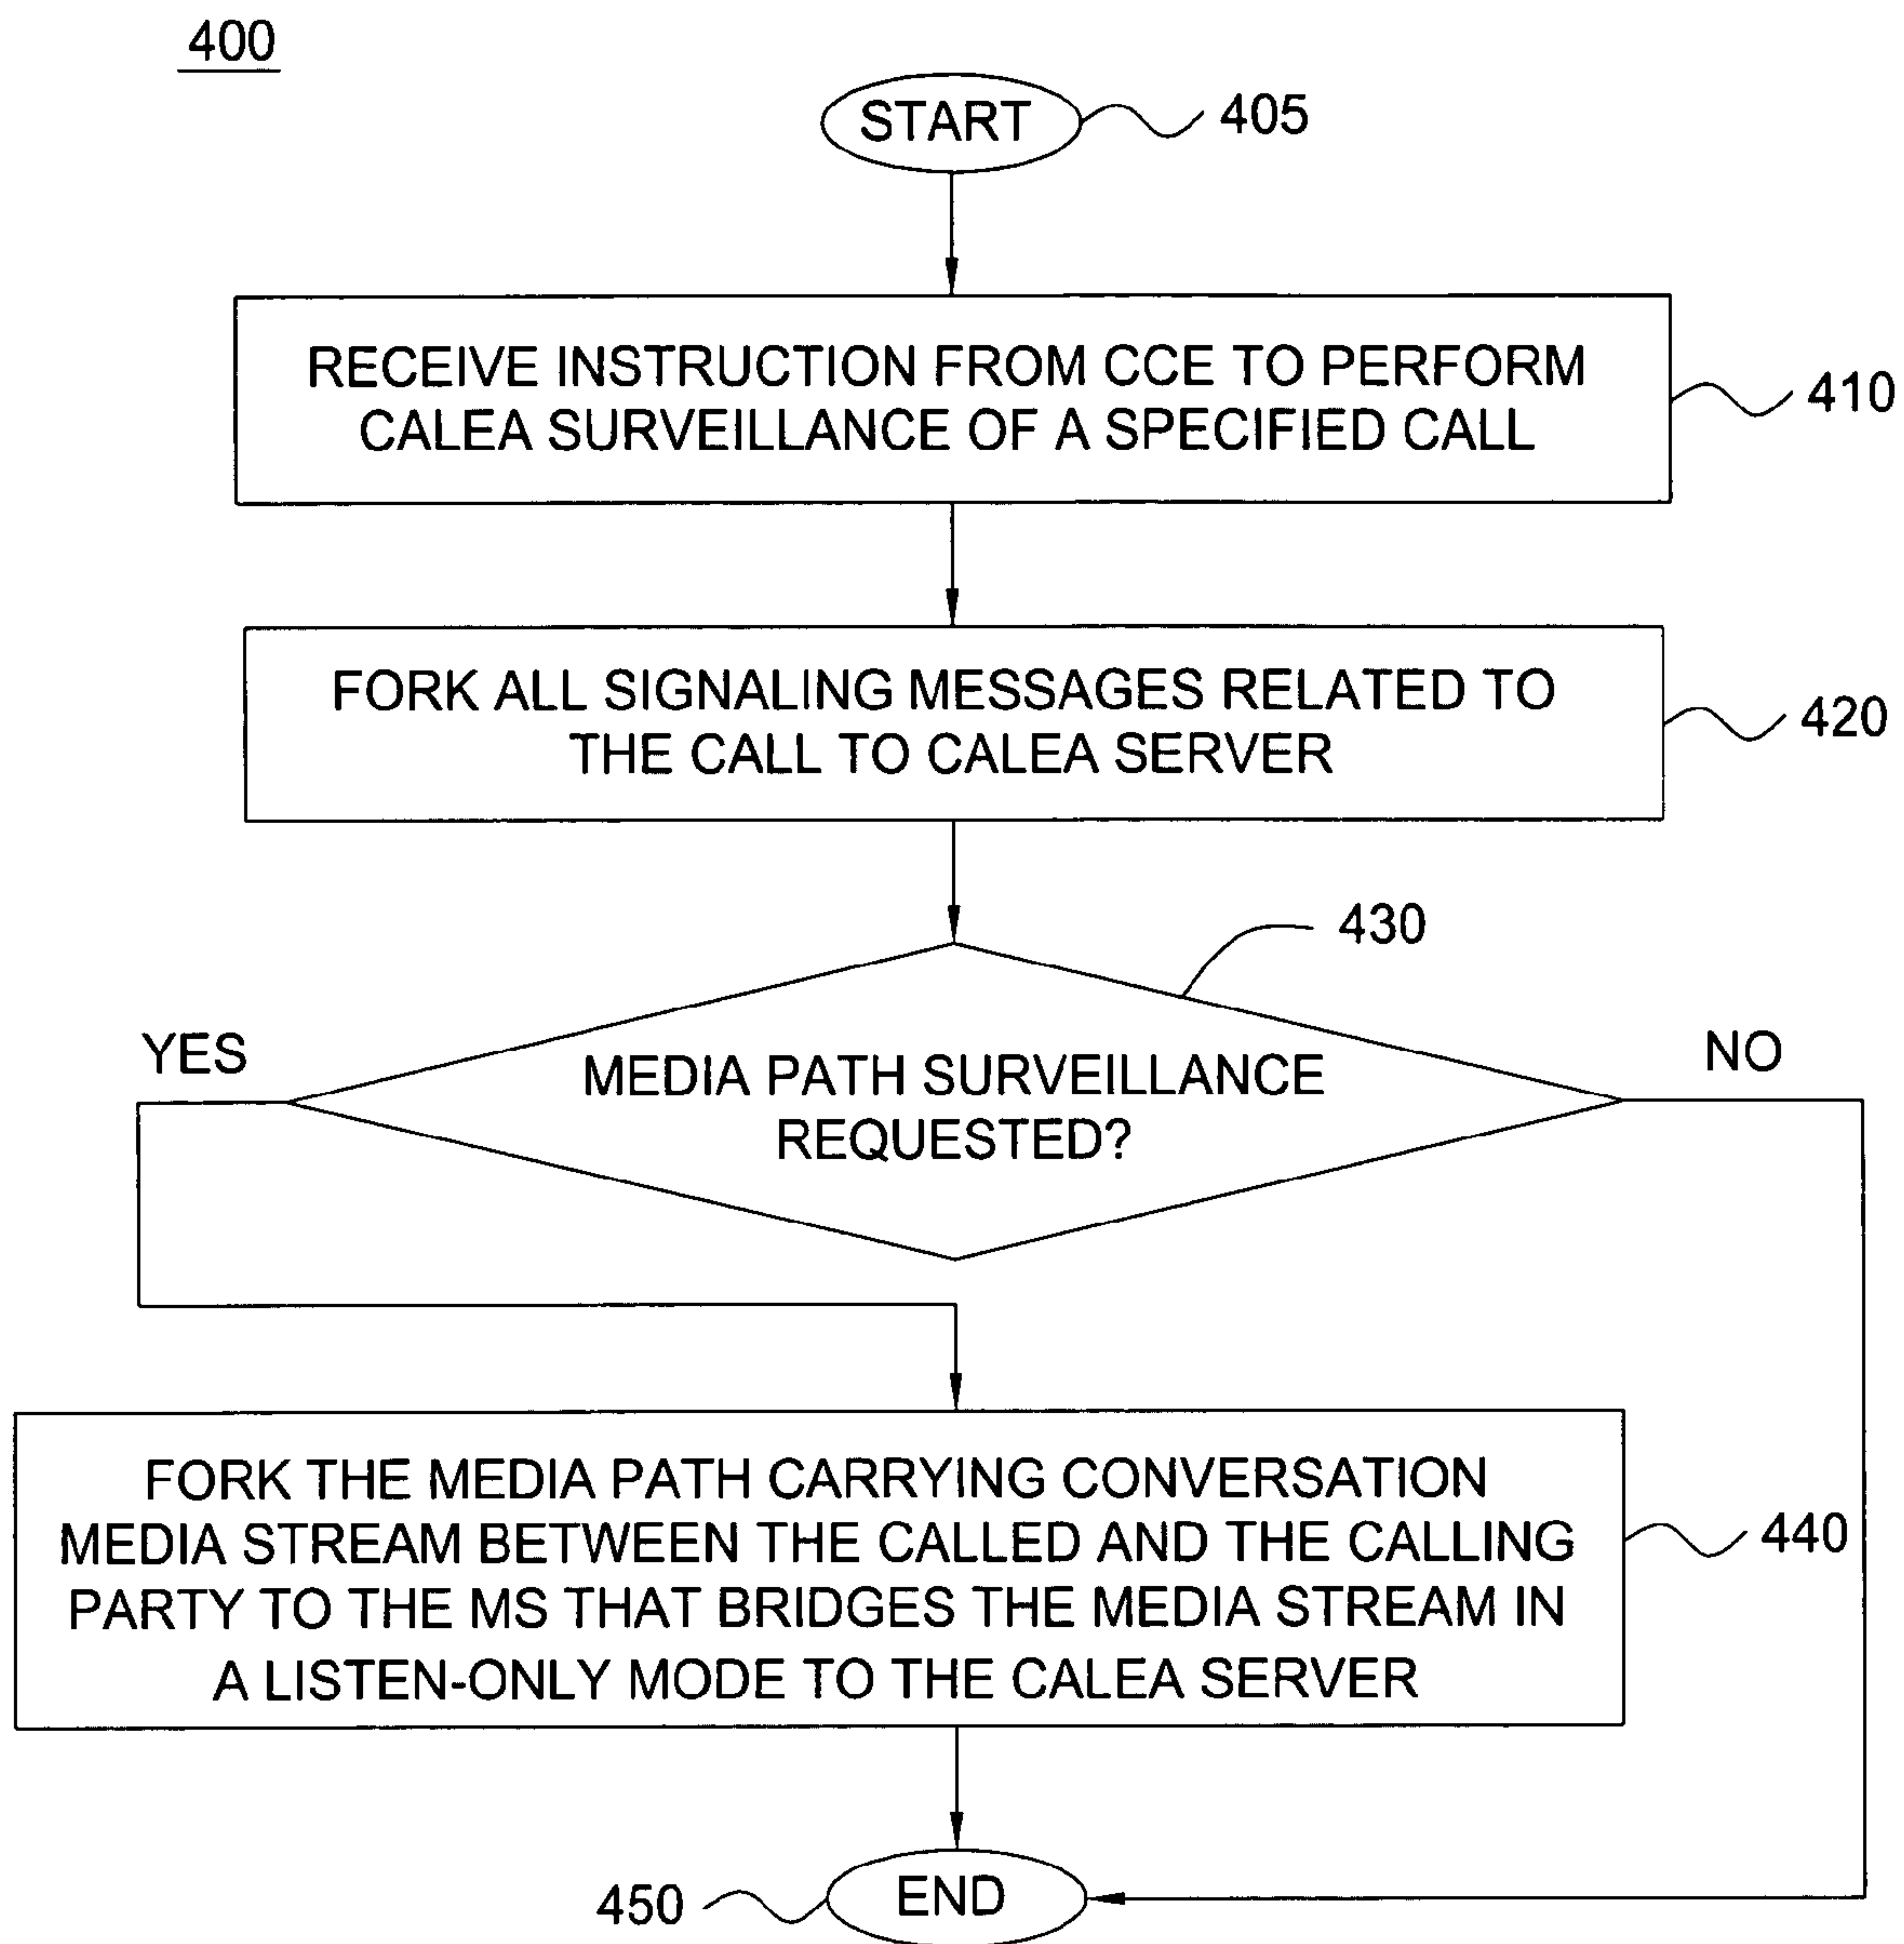 400
START
405
RECEIVE INSTRUCTION FROM CCE TO PERFORM
CALEA SURVEILLANCE OF A SPECIFIED CALL
410
FORK ALL SIGNALING MESSAGES RELATED TO
THE CALL TO CALEA SERVER
420
430
YES
NO
MEDIA PATH SURVEILLANCE
REQUESTED?
FORK THE MEDIA PATH CARRYING CONVERSATION
MEDIA STREAM BETWEEN THE CALLED AND THE CALLING
PARTY TO THE MS THAT BRIDGES THE MEDIA STREAM IN
A LISTEN-ONLY MODE TO THE CALEA SERVER
440
END
450